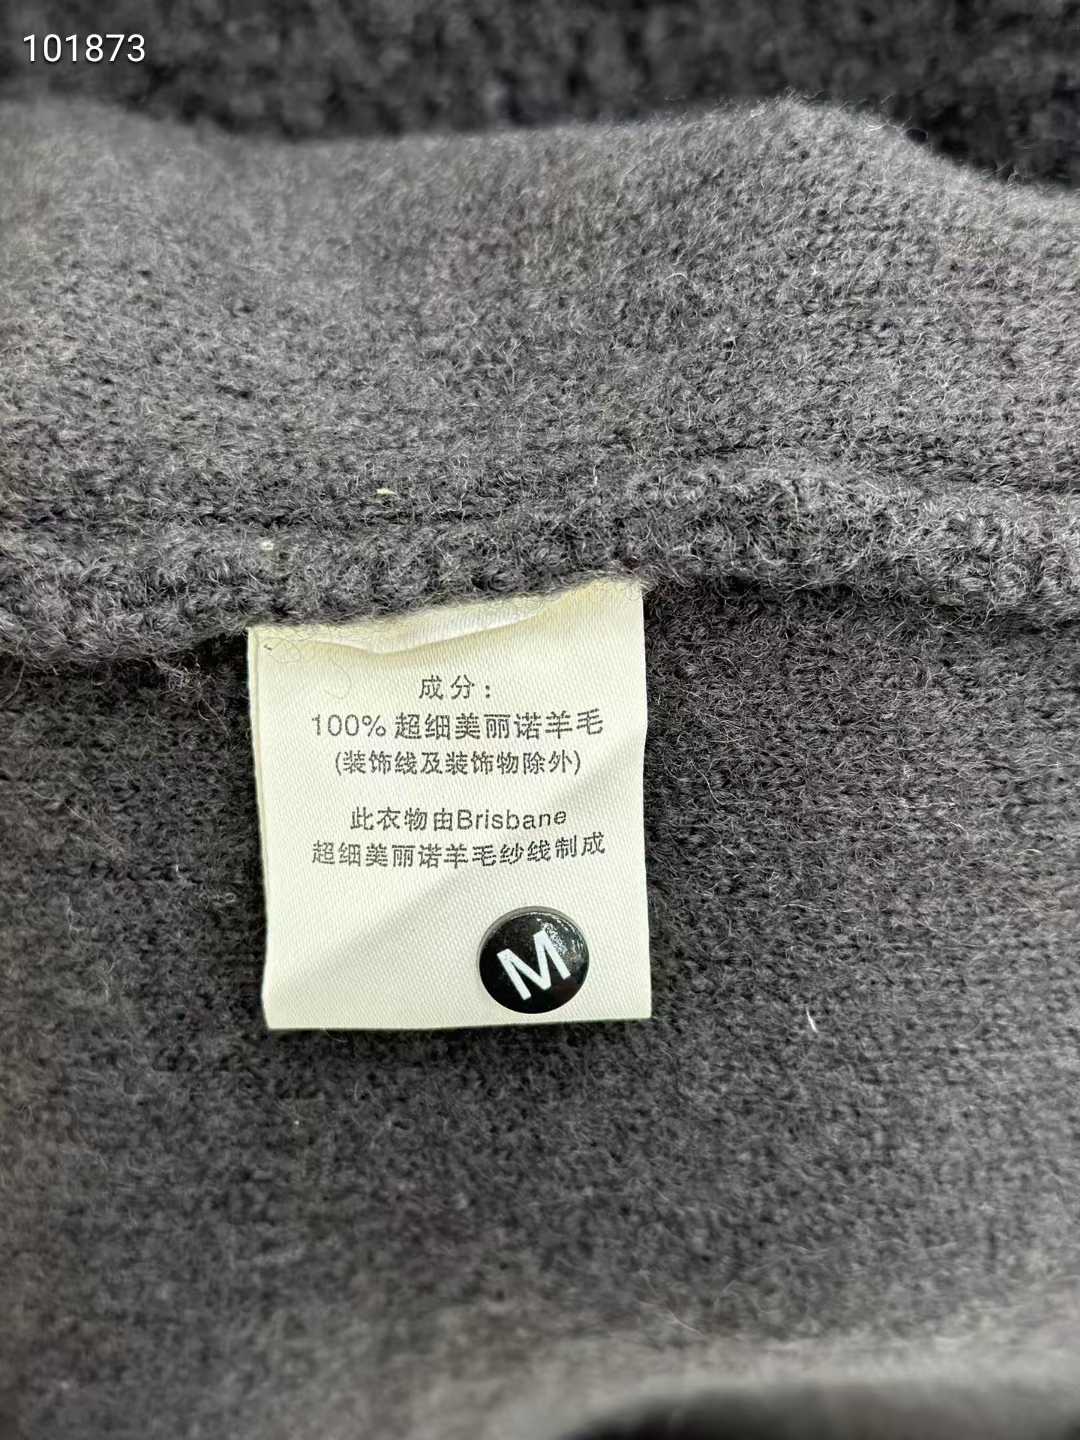 101873
成分：
100%超细美丽诺羊毛
(装饰线及装饰物除外)
此衣物由Brisbane
超细美丽诺羊毛纱线制成
M